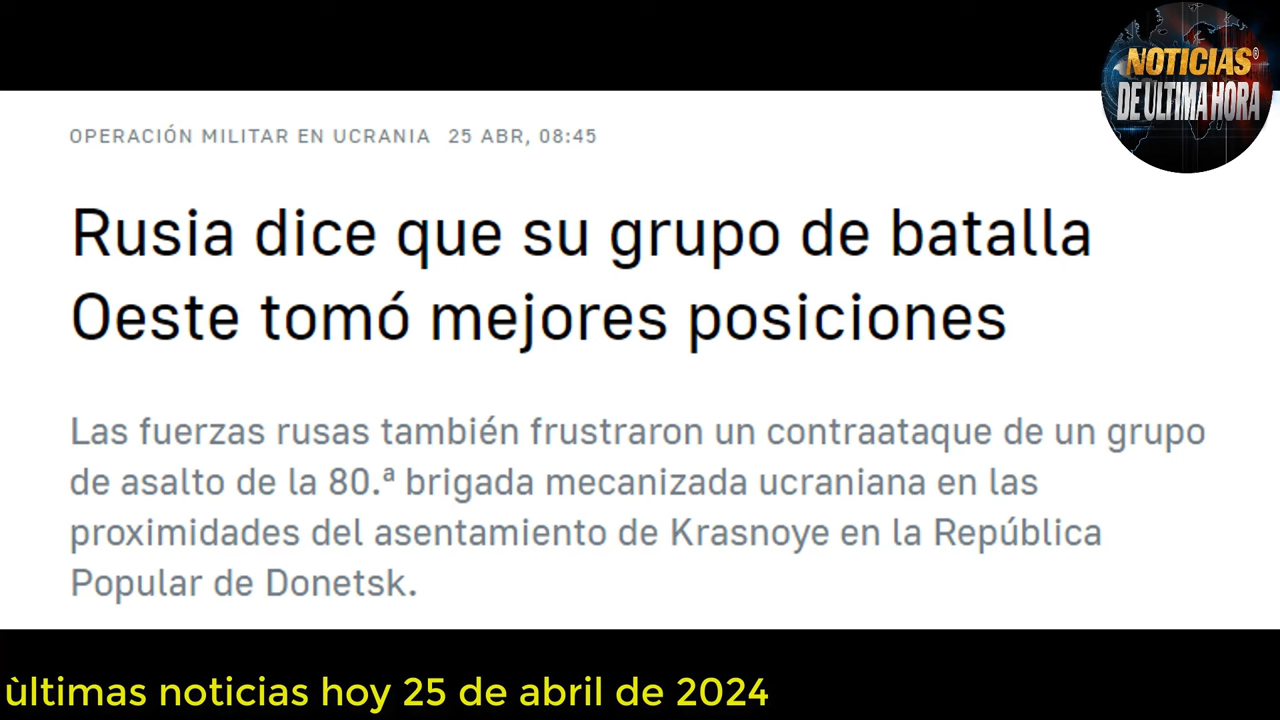 NOTICIAS®
DE ULTIMA HORA
OPERACIÓN MILITAR EN UCRANIA 25 ABR, 08:45
Rusia dice que su grupo de batalla
Oeste tomó mejores posiciones
Las fuerzas rusas también frustraron un contraataque de un grupo
de asalto de la 80.ª brigada mecanizada ucraniana en las
proximidades del asentamiento de Krasnoye en la República
Popular de Donetsk.
ùltimas noticias hoy 25 de abril de 2024